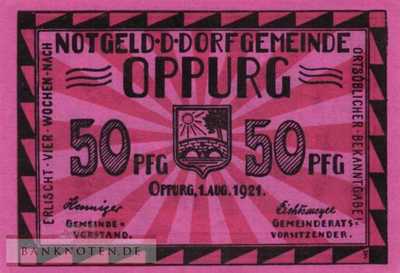 NOTGELD·D·DORFGEMEINDE
OPPURG
ERLISCHT·VIER·WOCHEN·NACH
ORTSÜBLICHER·BEKANNTGABE!
50 PFG
50 PFG
OPPURG, 1. AUG. 1921.
Henniger
GEMEINDE-
VORSTAND.
GEMEINDERATS-
VORSITZENDER.
BANKNOTEN.DE